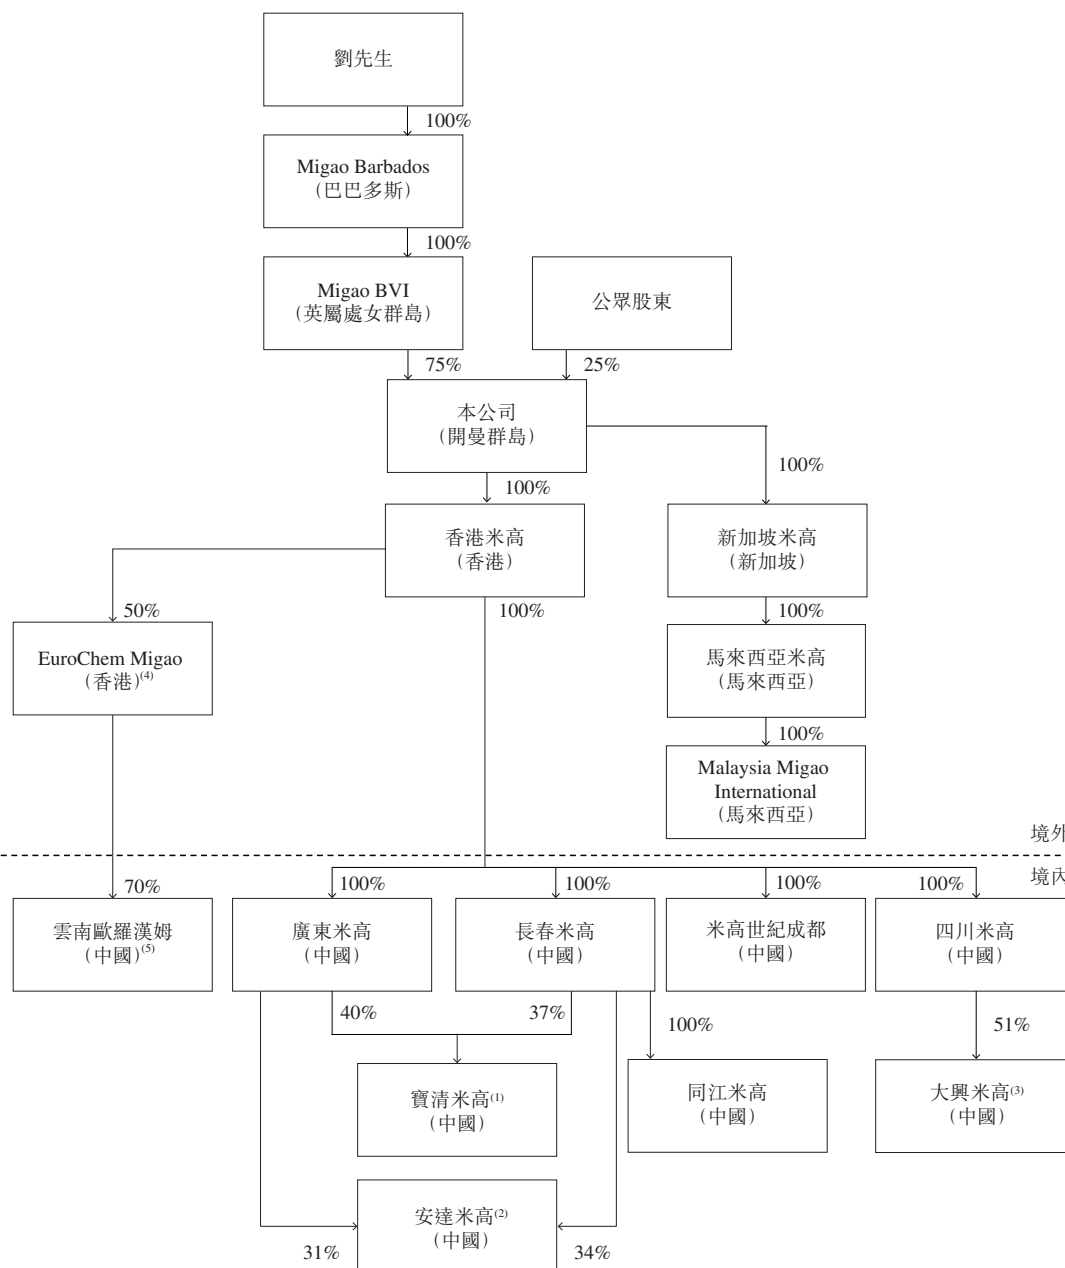 劉先生
100%
Migao Barbados
（巴巴多斯）
100%
Migao BVI
（英屬處女群島）
公眾股東
75%
25%
本公司
（開曼群島）
100%
100%
香港米高
（香港）
新加坡米高
（新加坡）
50%
100%
100%
EuroChem Migao
（香港）(4)
馬來西亞米高
（馬來西亞）
100%
Malaysia Migao
International
（馬來西亞）
境外
境內
70%
100%
100%
100%
100%
雲南歐羅漢姆
（中國）(5)
廣東米高
（中國）
長春米高
（中國）
米高世紀成都
（中國）
四川米高
（中國）
40%
37%
100%
51%
寶清米高(1)
（中國）
同江米高
（中國）
大興米高(3)
（中國）
安達米高(2)
（中國）
31%
34%